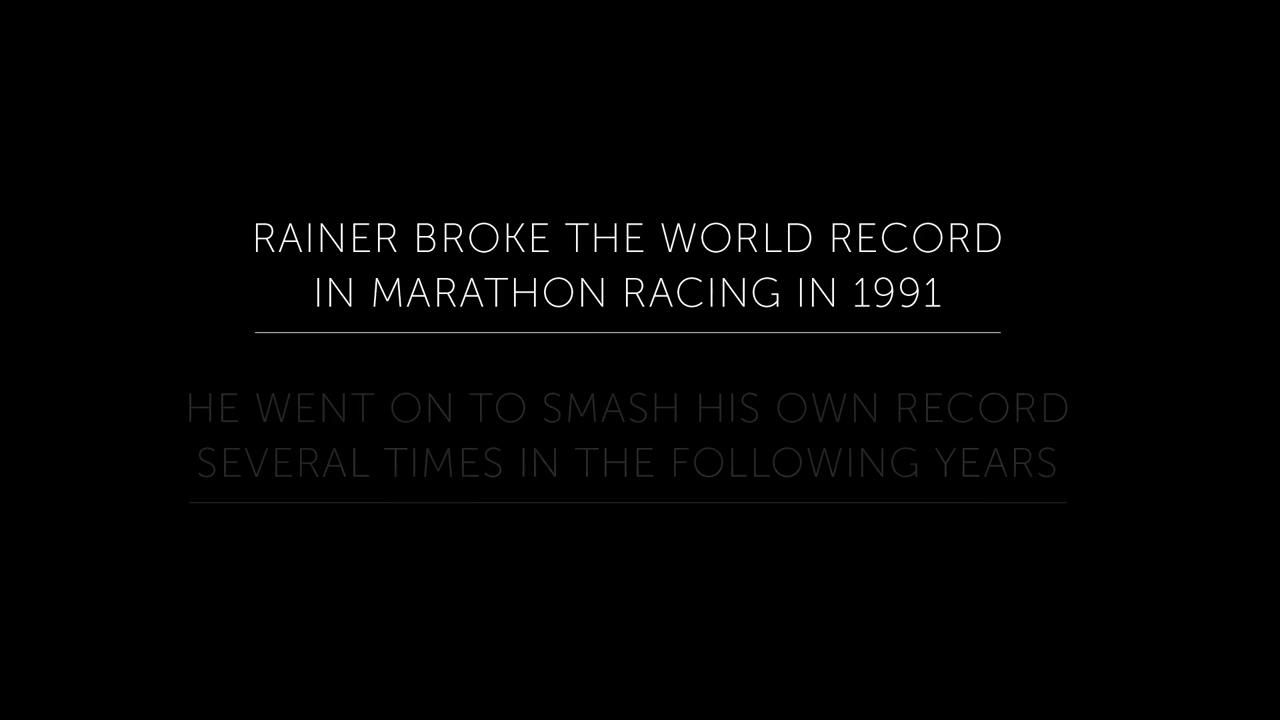 RAINER BROKE THE WORLD RECORD
IN MARATHON RACING IN 1991
HE WENT ON TO SMASH HIS OWN RECORD
SEVERAL TIMES IN THE FOLLOWING YEARS